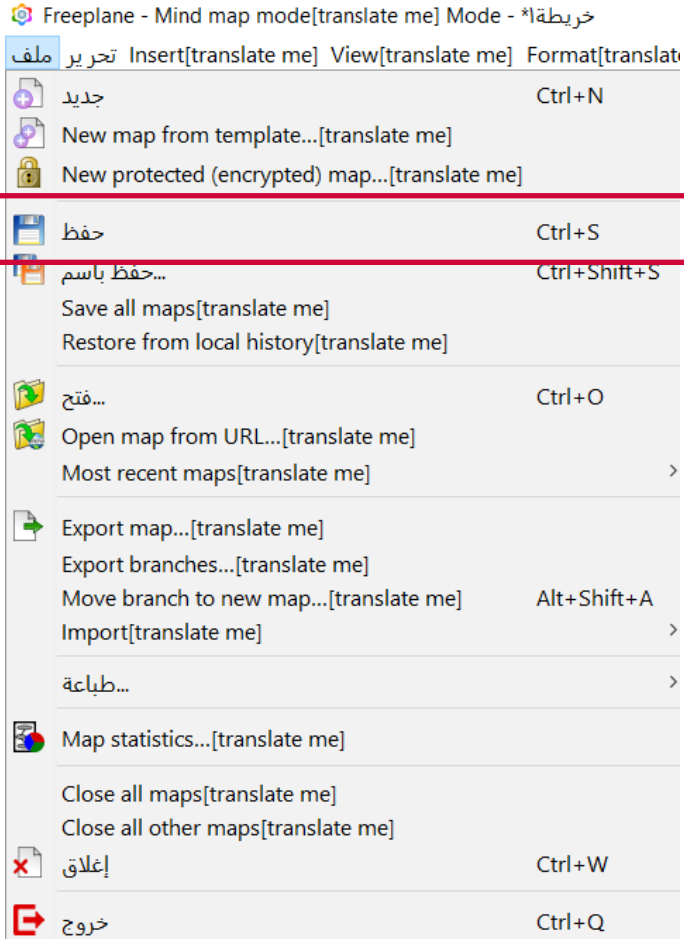 Freeplane - Mind map mode[translate me] Mode - *خريطة١
ملف تحرير Insert[translate me] View[translate me] Format[translate
جديد Ctrl+N
New map from template...[translate me]
New protected (encrypted) map...[translate me]
حفظ Ctrl+S
حفظ باسم... Ctrl+Shift+S
Save all maps[translate me]
Restore from local history[translate me]
فتح... Ctrl+O
Open map from URL...[translate me]
Most recent maps[translate me]
Export map...[translate me]
Export branches...[translate me]
Move branch to new map...[translate me] Alt+Shift+A
Import[translate me]
طباعة...
Map statistics...[translate me]
Close all maps[translate me]
Close all other maps[translate me]
إغلاق Ctrl+W
خروج Ctrl+Q